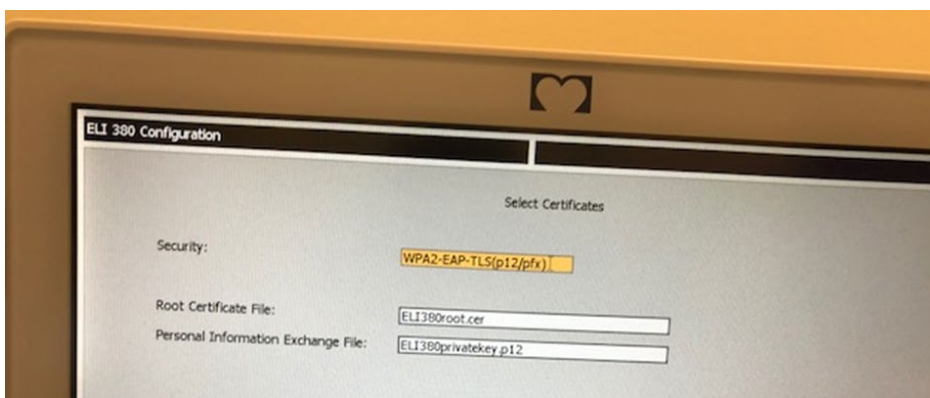 ELI 380 Configuration
Select Certificates
Security:
WPA2-EAP-TLS(p12/pfx)
Root Certificate File:
ELI380root.cer
Personal Information Exchange File:
ELI380privatekey.p12